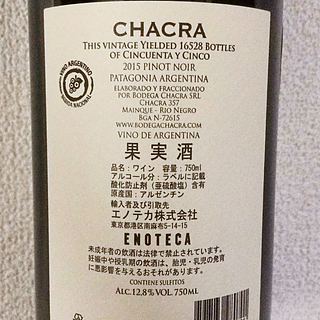 CHACRA
THIS VINTAGE YIELDED 16528 BOTTLES
OF CINCUENTA Y CINCO
2015 PINOT NOIR
PATAGONIA ARGENTINA
ELABORADO Y FRACCIONADO
POR BODEGA CHACRA SRL
CHACRA 357
MAINQUE - RIO NEGRO
BGA N-72615
WWW.BODEGACHACRA.COM
VINO DE ARGENTINA
VINO ARGENTINO
BEBIDA NACIONAL
果実酒
品名：ワイン 容量：750ml
アルコール分：ラベルに記載
酸化防止剤（亜硫酸塩）含有
原産国：アルゼンチン
輸入者及び引取先
エノテカ株式会社
東京都港区南麻布5-14-15
ENOTECA
未成年者の飲酒は法律で禁止されています。
妊娠中や授乳期の飲酒は、胎児・乳児の発育
に悪影響を与えるおそれがあります。
CONTIENE SULFITOS
ALC.12.8% VOL. 750ML